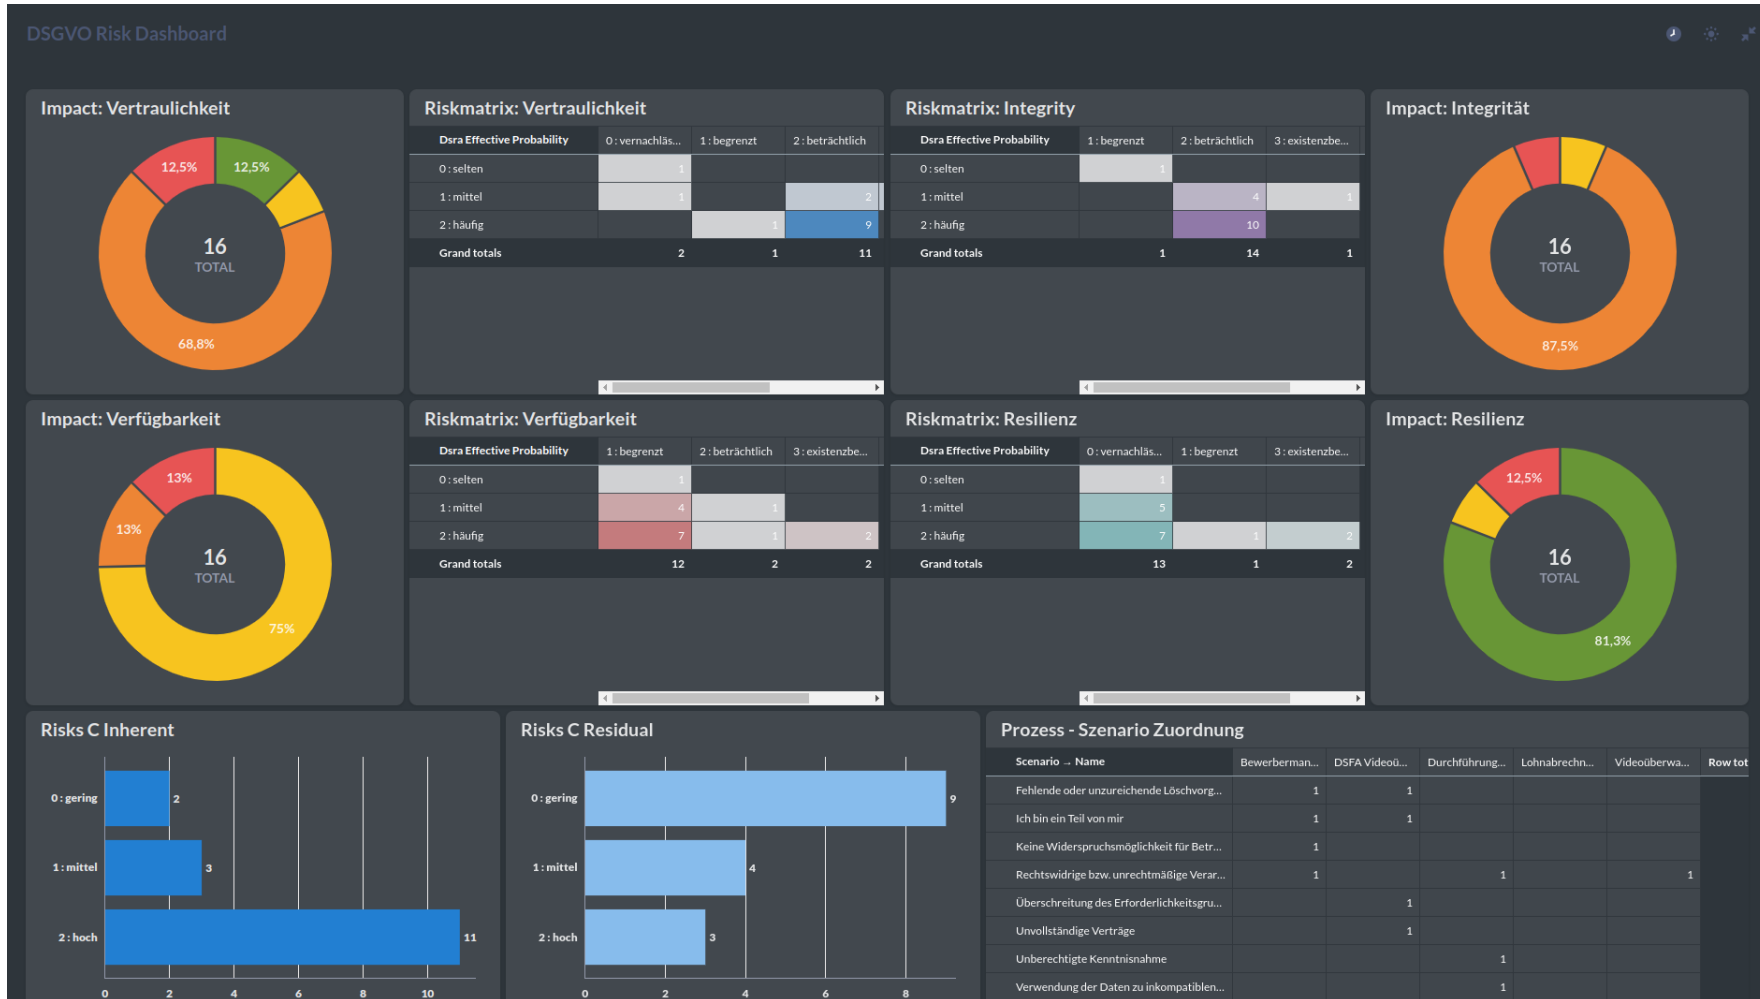 DSGVO Risk Dashboard
Impact: Vertraulichkeit
12,5% 12,5%
16
TOTAL
68,8%
Riskmatrix: Vertraulichkeit
Dsra Effective Probability 0 : vernachläs... 1 : begrenzt 2 : beträchtlich
0 : selten 1
1 : mittel 1 2
2 : häufig 1 9
Grand totals 2 1 11
Riskmatrix: Integrity
Dsra Effective Probability 1 : begrenzt 2 : beträchtlich 3 : existenzbe...
0 : selten 1
1 : mittel 4 1
2 : häufig 10
Grand totals 1 14 1
Impact: Integrität
16
TOTAL
87,5%
Impact: Verfügbarkeit
13%
13%
16
TOTAL
75%
Riskmatrix: Verfügbarkeit
Dsra Effective Probability 1 : begrenzt 2 : beträchtlich 3 : existenzbe...
0 : selten 1
1 : mittel 4 1
2 : häufig 7 1 2
Grand totals 12 2 2
Riskmatrix: Resilienz
Dsra Effective Probability 0 : vernachläs... 1 : begrenzt 3 : existenzbe...
0 : selten 1
1 : mittel 5
2 : häufig 7 1 2
Grand totals 13 1 2
Impact: Resilienz
12,5%
16
TOTAL
81,3%
Risks C Inherent
0 : gering 2
1 : mittel 3
2 : hoch 11
0 2 4 6 8 10
Risks C Residual
0 : gering 9
1 : mittel 4
2 : hoch 3
0 2 4 6 8
Prozess - Szenario Zuordnung
Scenario → Name Bewerberman... DSFA Videoü... Durchführung... Lohnabrechn... Videoüberwa... Row tot
Fehlende oder unzureichende Löschvorg... 1 1
Ich bin ein Teil von mir 1 1
Keine Widerspruchsmöglichkeit für Betr... 1
Rechtswidrige bzw. unrechtmäßige Verar... 1 1 1
Überschreitung des Erforderlichkeitsgru... 1
Unvollständige Verträge 1
Unberechtigte Kenntnisnahme 1
Verwendung der Daten zu inkompatiblen... 1